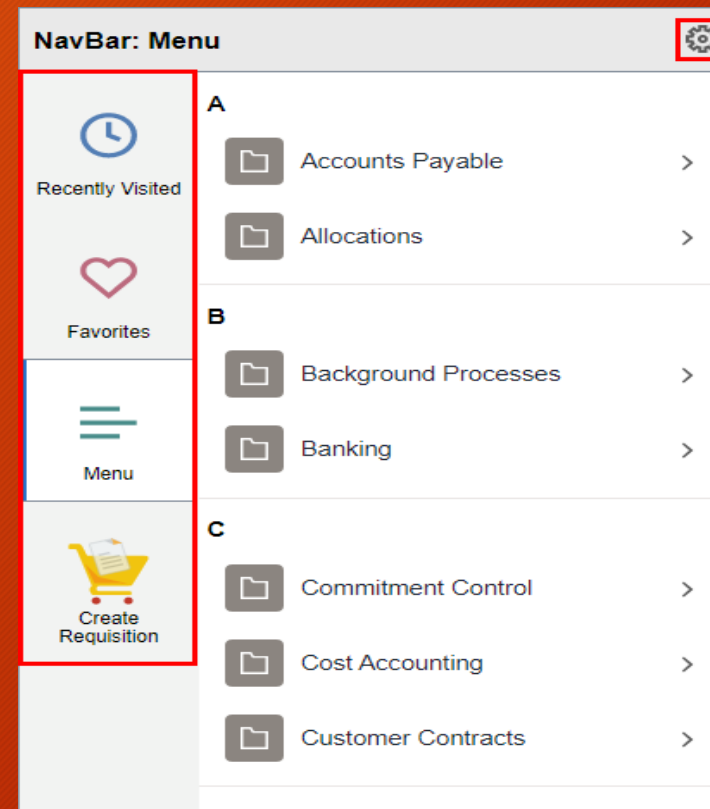 NavBar: Menu
Recently Visited
Favorites
Menu
Create
Requisition
A
Accounts Payable
Allocations
B
Background Processes
Banking
C
Commitment Control
Cost Accounting
Customer Contracts